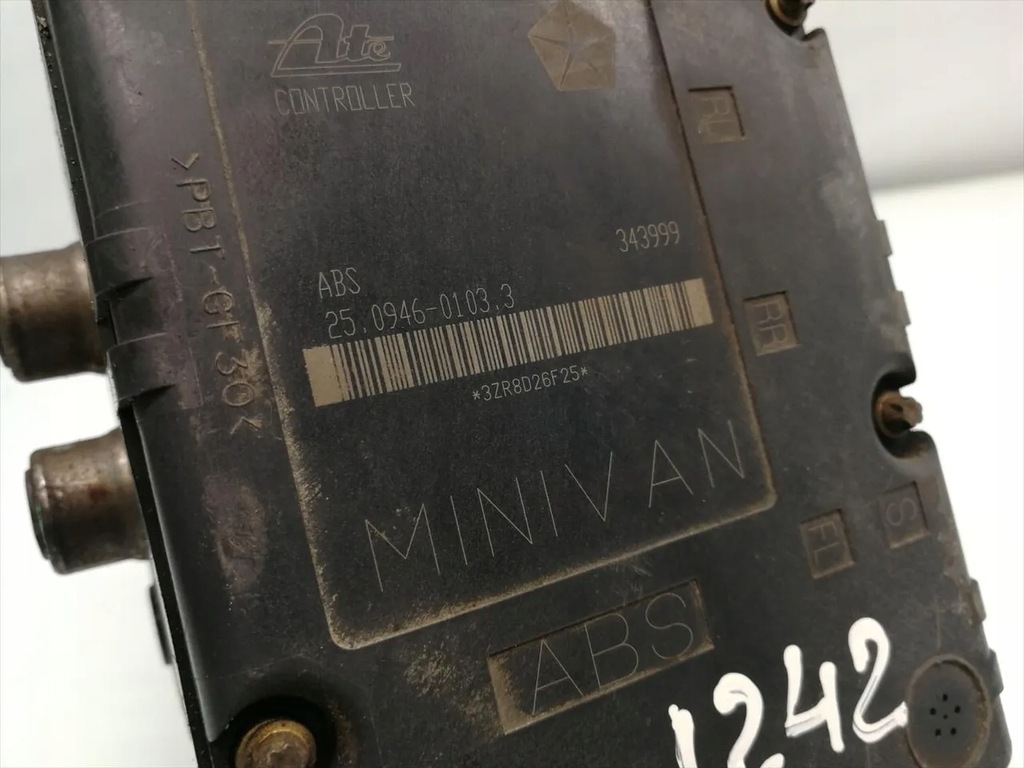 Ate
CONTROLLER
RL
>PBT-GF30<
343999
ABS
25.0946-0103.3
RR
*3ZR8D26F25*
MINIVAN
S
FL
ABS
1242